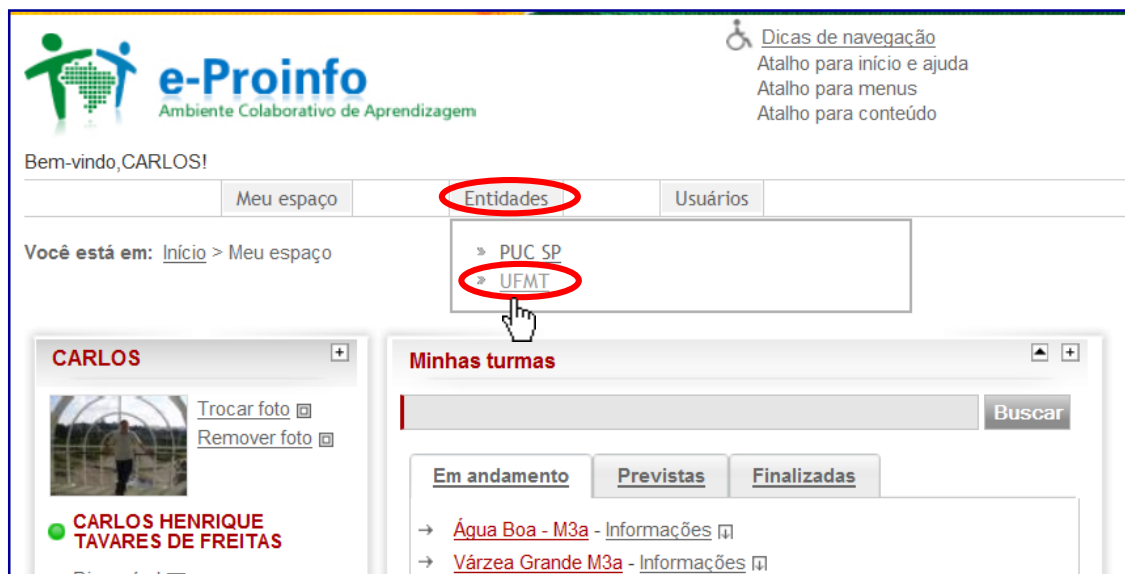 e-Proinfo
Ambiente Colaborativo de Aprendizagem
Dicas de navegação
Atalho para início e ajuda
Atalho para menus
Atalho para conteúdo
Bem-vindo,CARLOS!
Meu espaço Entidades Usuários
Você está em: Início > Meu espaço
» PUC SP
» UFMT
CARLOS
Trocar foto
Remover foto
CARLOS HENRIQUE
TAVARES DE FREITAS
Minhas turmas
Buscar
Em andamento Previstas Finalizadas
→ Água Boa - M3a - Informações
→ Várzea Grande M3a - Informações